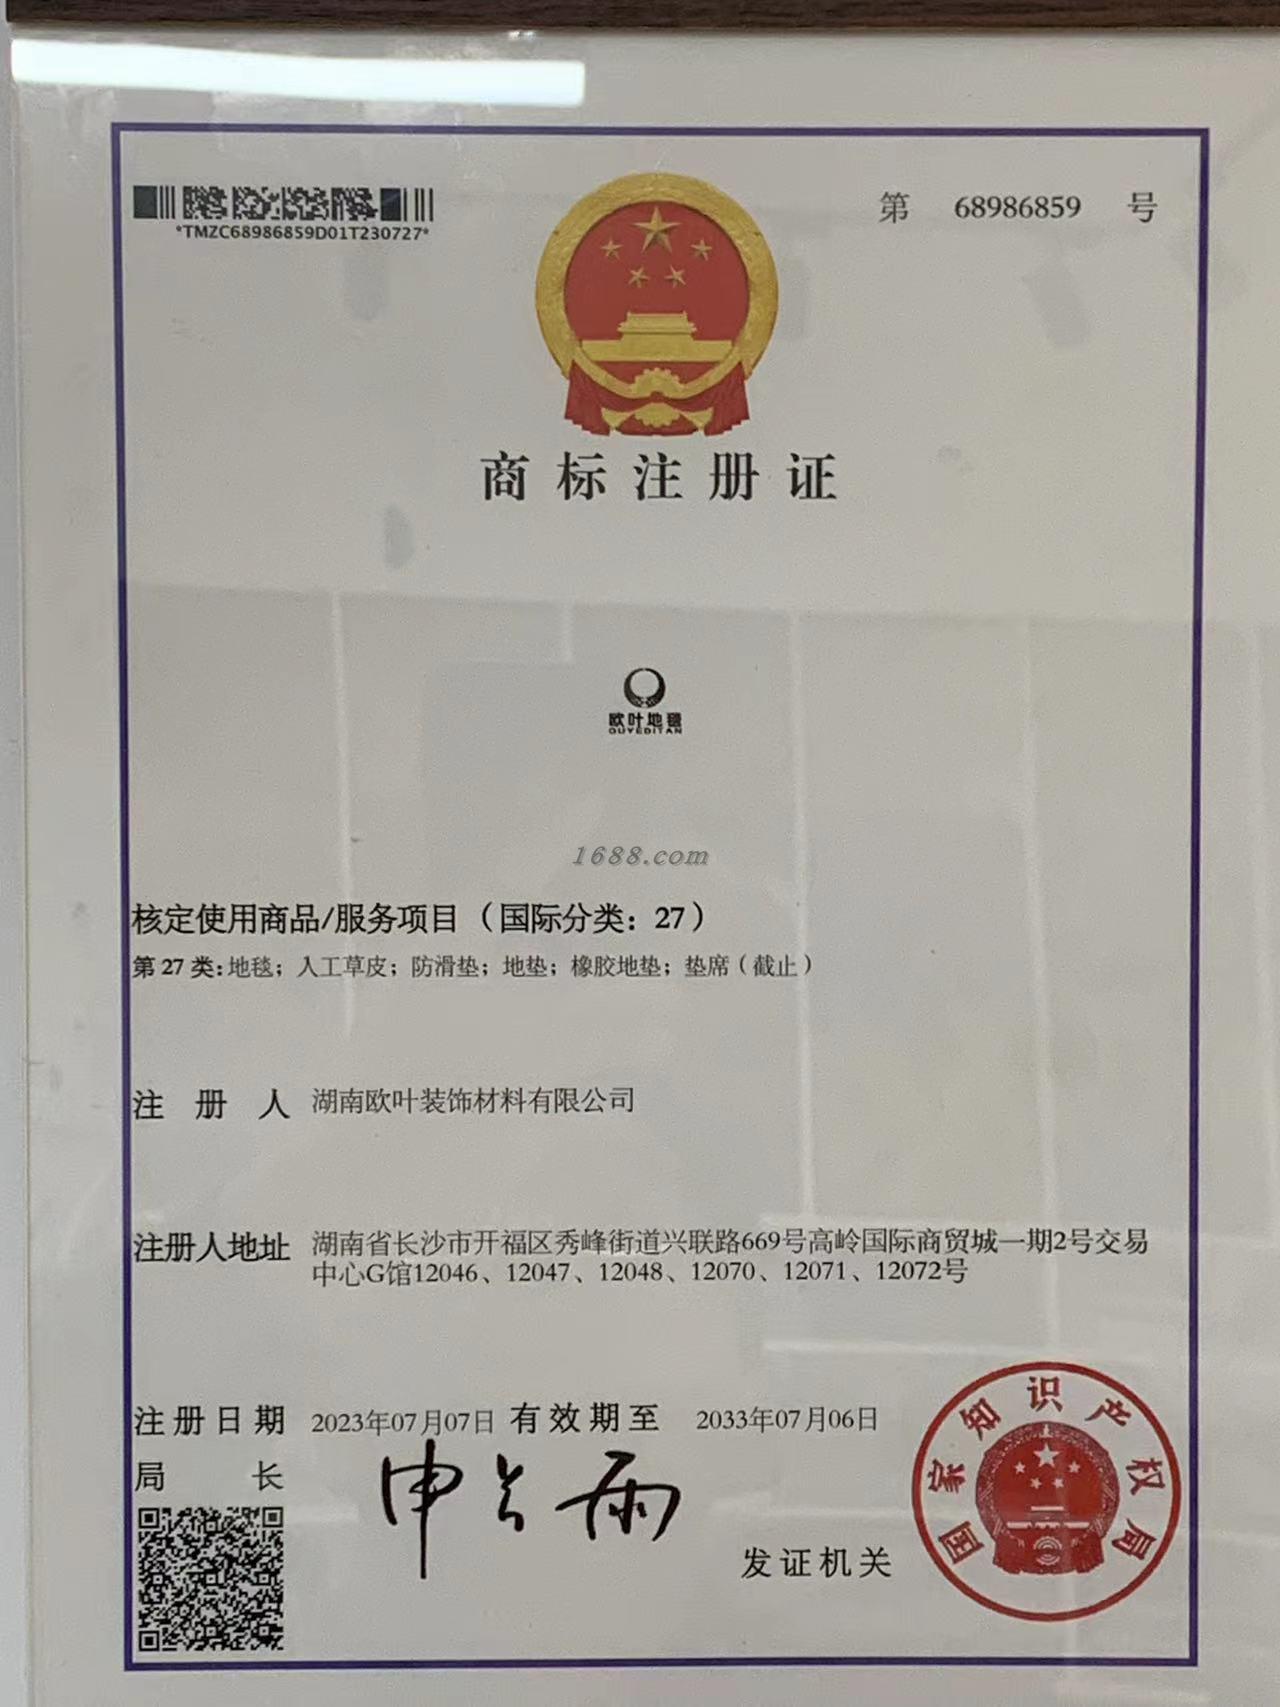 第 68986859 号
*TMZC68986859D01T230727*
商标注册证
欧叶地毯
OUYEDITAN
1688.com
核定使用商品/服务项目（国际分类：27）
第27类：地毯；人工草皮；防滑垫；地垫；橡胶地垫；垫席（截止）
注册人 湖南欧叶装饰材料有限公司
注册人地址 湖南省长沙市开福区秀峰街道兴联路669号高岭国际商贸城一期2号交易
中心G馆12046、12047、12048、12070、12071、12072号
注册日期 2023年07月07日 有效期至 2033年07月06日
局长 申长雨
发证机关
国家知识产权局